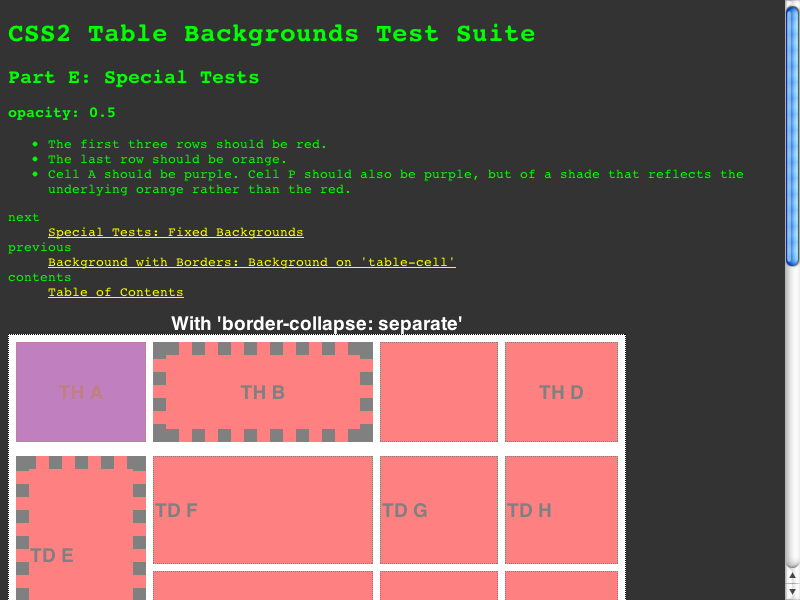 CSS2 Table Backgrounds Test Suite
Part E: Special Tests
opacity: 0.5
The first three rows should be red.
The last row should be orange.
Cell A should be purple. Cell P should also be purple, but of a shade that reflects the
underlying orange rather than the red.
next
Special Tests: Fixed Backgrounds
previous
Background with Borders: Background on 'table-cell'
contents
Table of Contents
With 'border-collapse: separate'
TH A
TH B
TH D
TD F
TD G
TD H
TD E